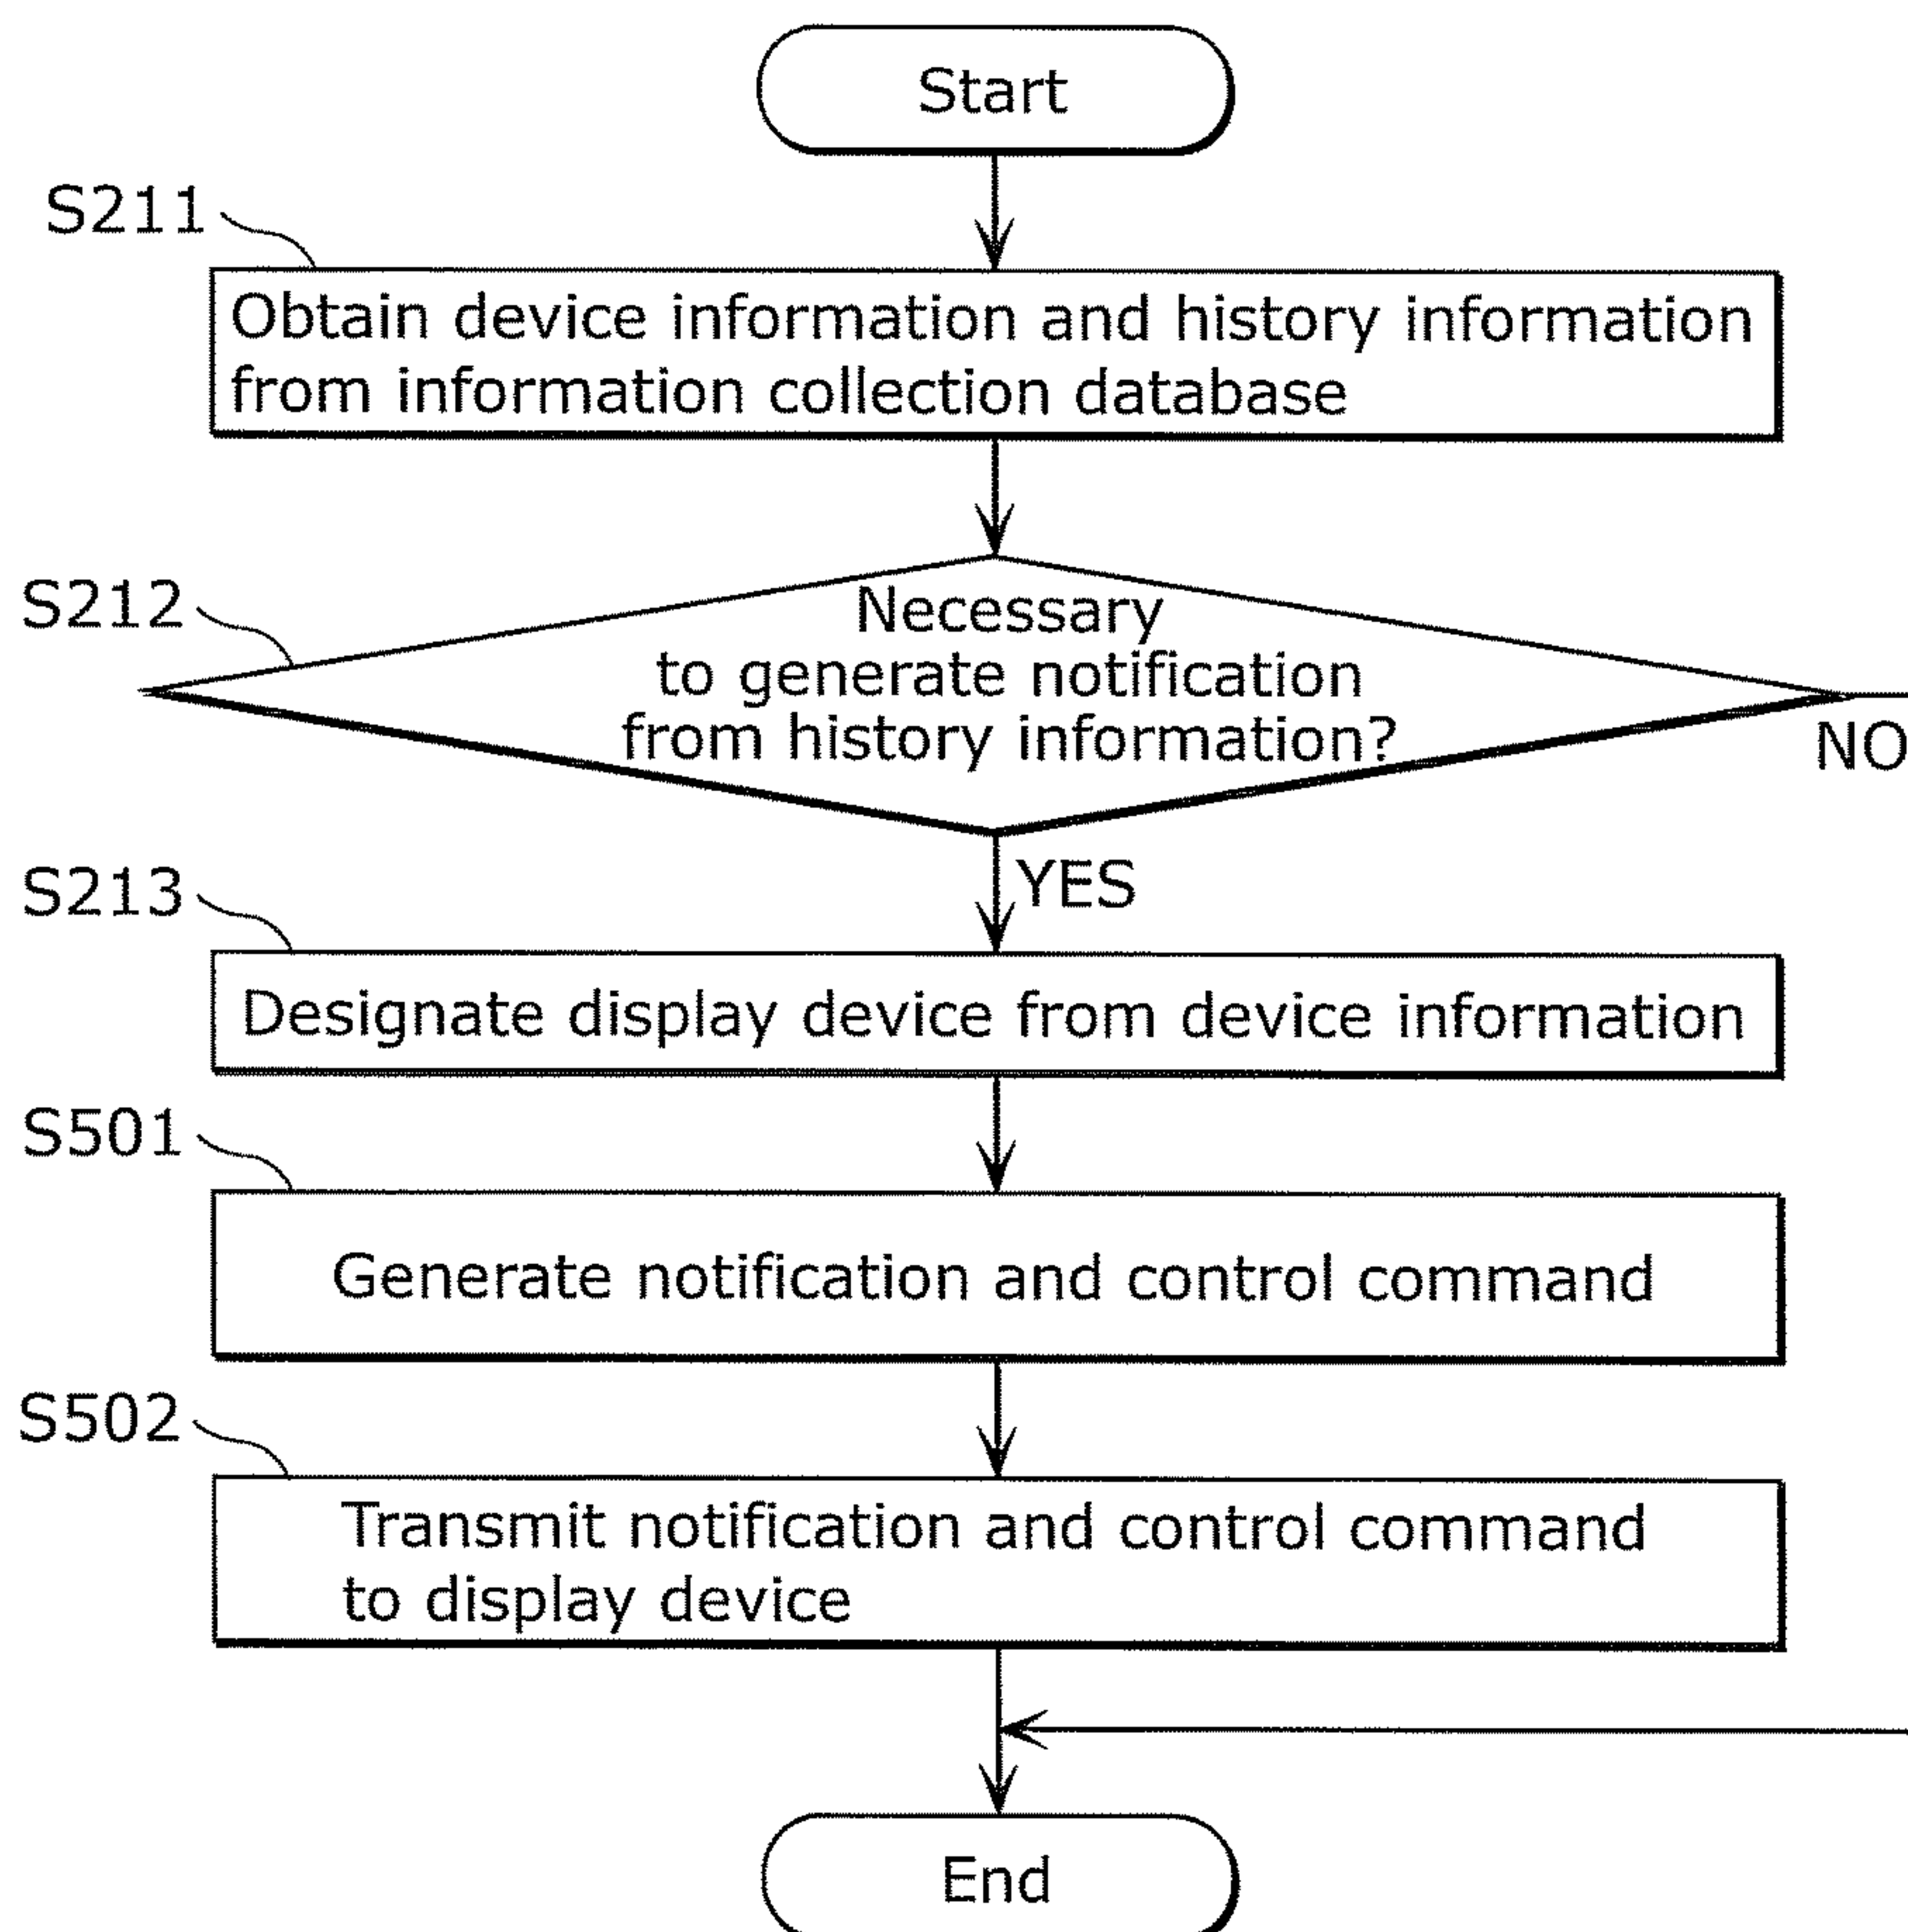 Start
S211
Obtain device information and history information
from information collection database
S212
Necessary
to generate notification
from history information?
NO
YES
S213
Designate display device from device information
S501
Generate notification and control command
S502
Transmit notification and control command
to display device
End